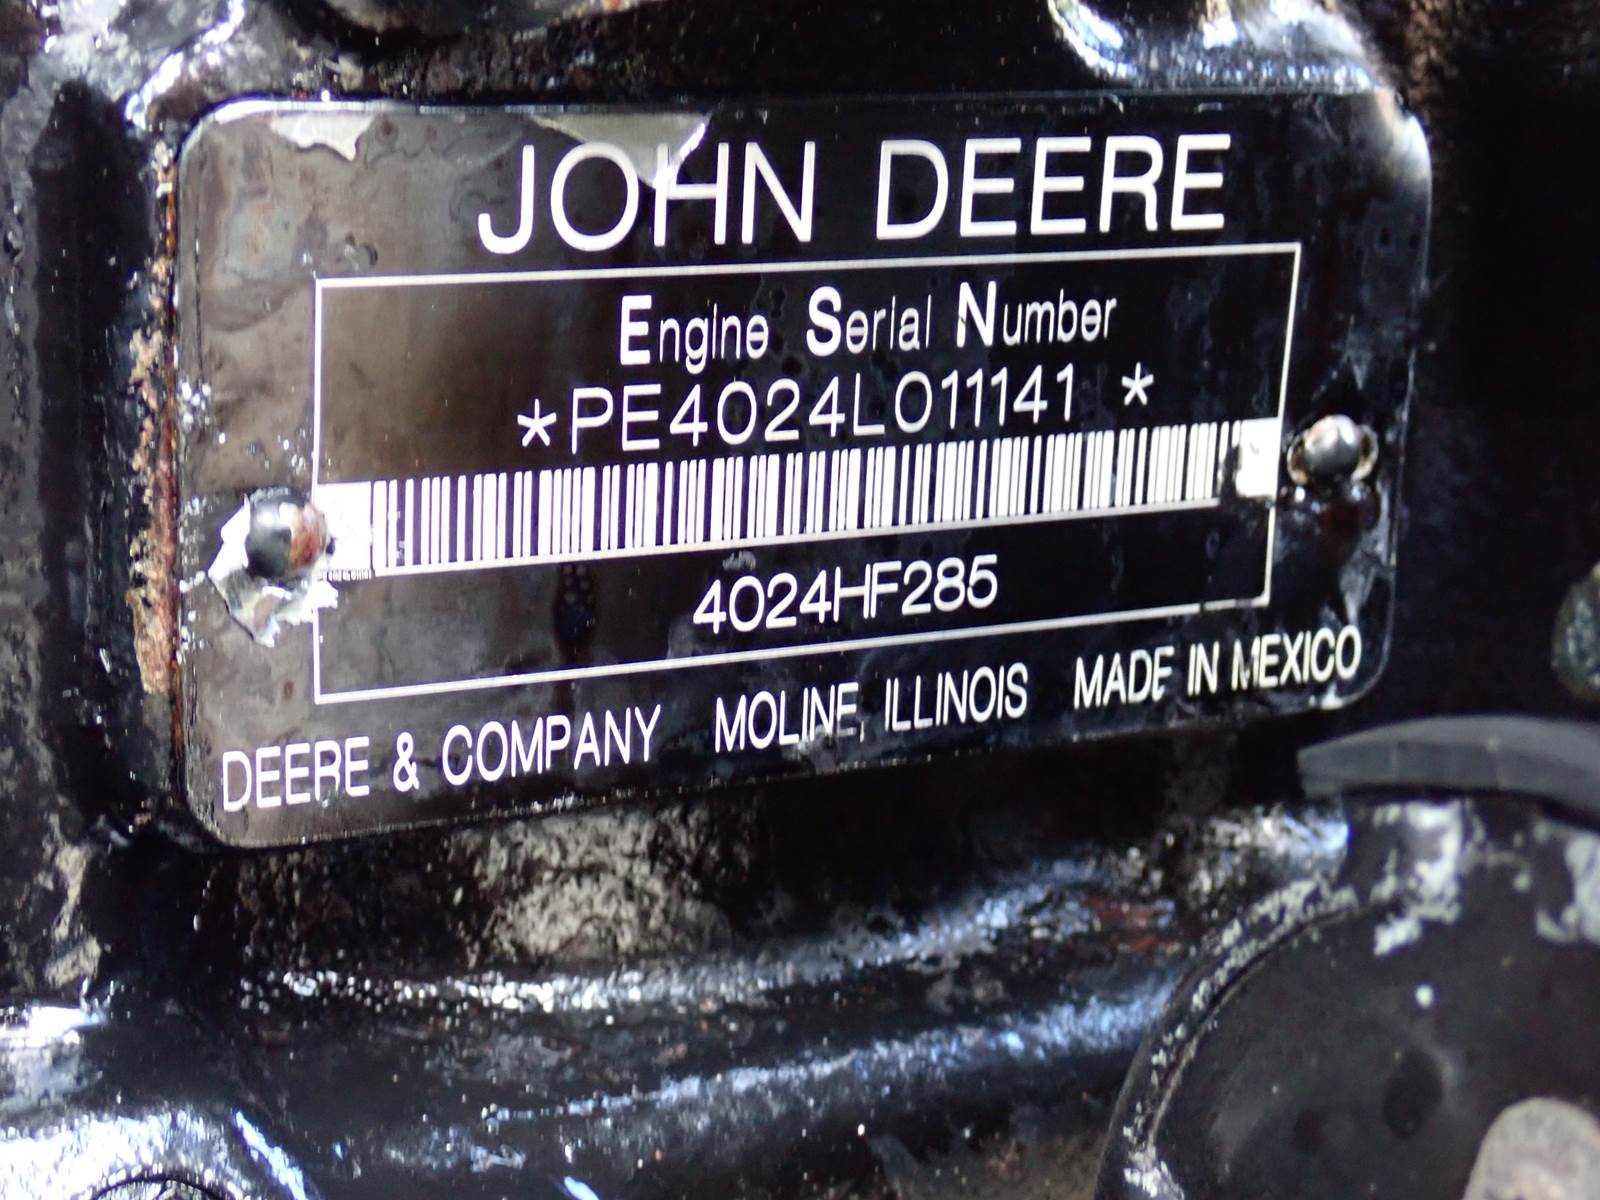 JOHN DEERE
Engine Serial Number
*PE4024L011141 *
4024HF285
DEERE & COMPANY MOLINE, ILLINOIS MADE IN MEXICO